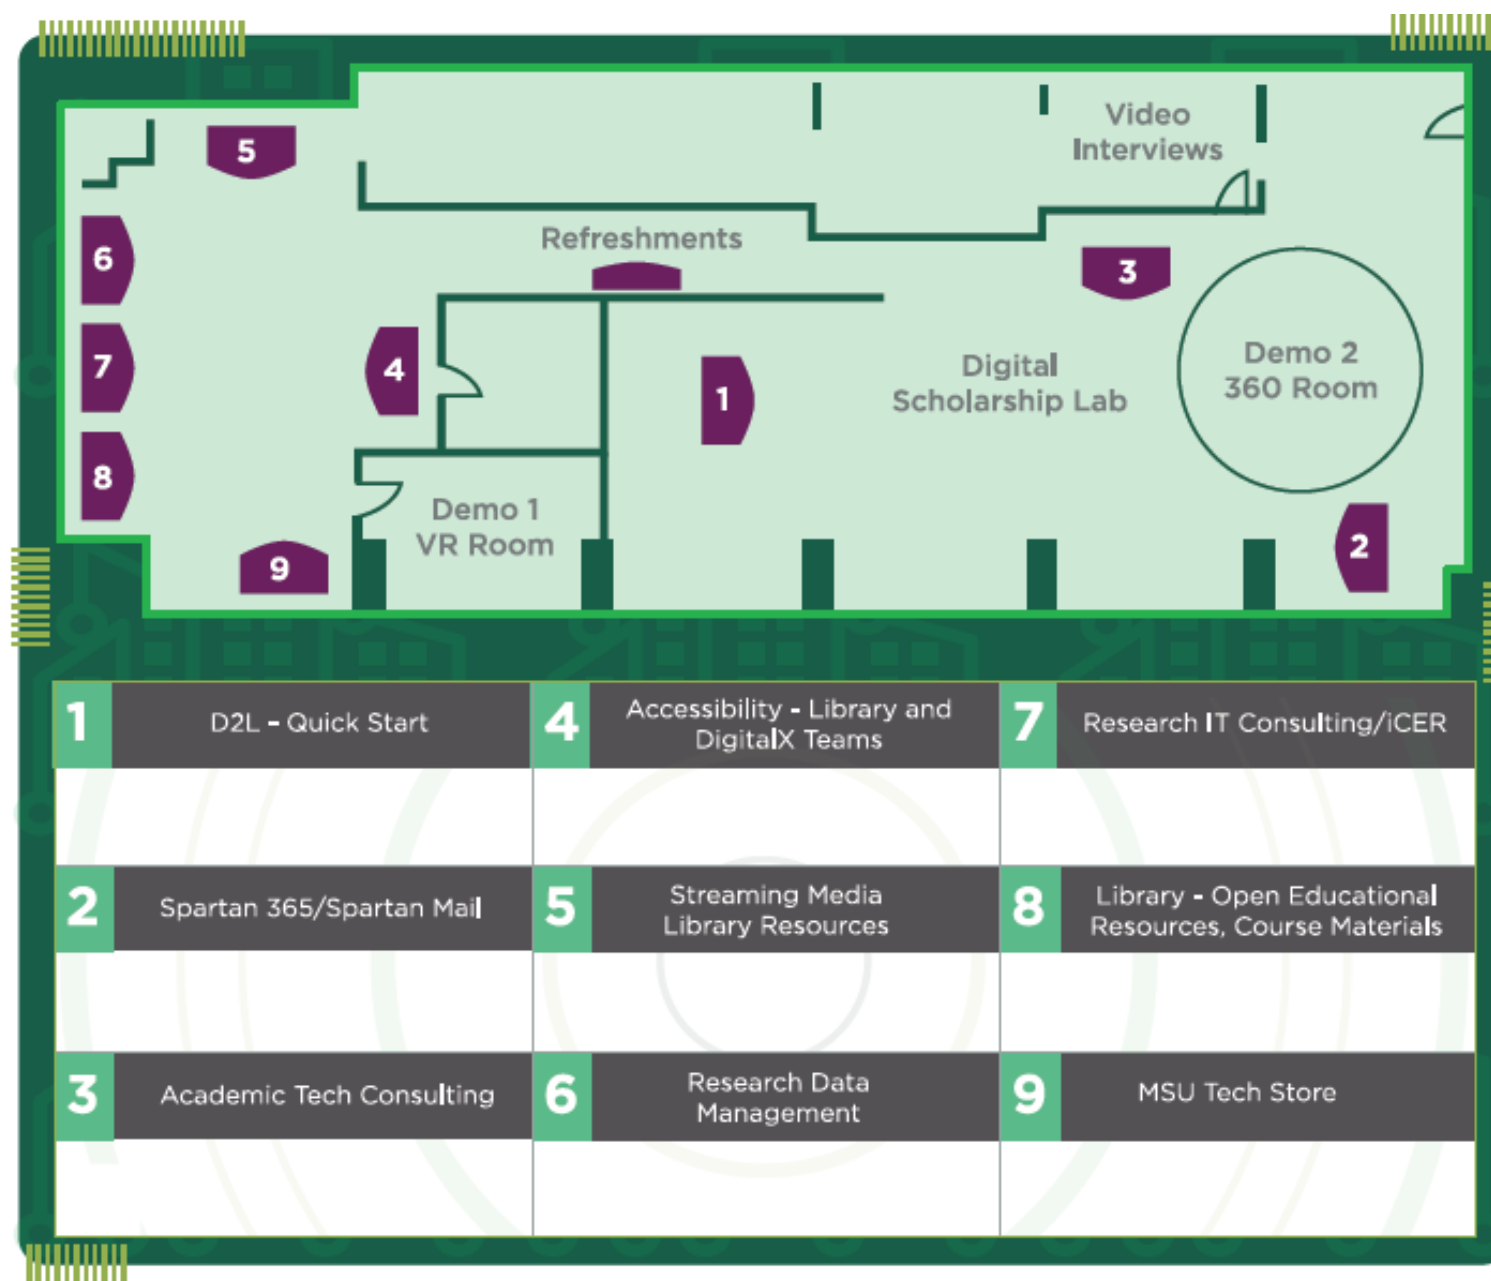 Video
Interviews
5
Refreshments
6
3
7
4
1
Digital
Scholarship Lab
Demo 2
360 Room
8
Demo 1
VR Room
9
2
1
D2L - Quick Start
4
Accessibility - Library and
DigitalX Teams
7
Research IT Consulting/iCER
2
Spartan 365/Spartan Mail
5
Streaming Media
Library Resources
8
Library - Open Educational
Resources, Course Materials
3
Academic Tech Consulting
6
Research Data
Management
9
MSU Tech Store